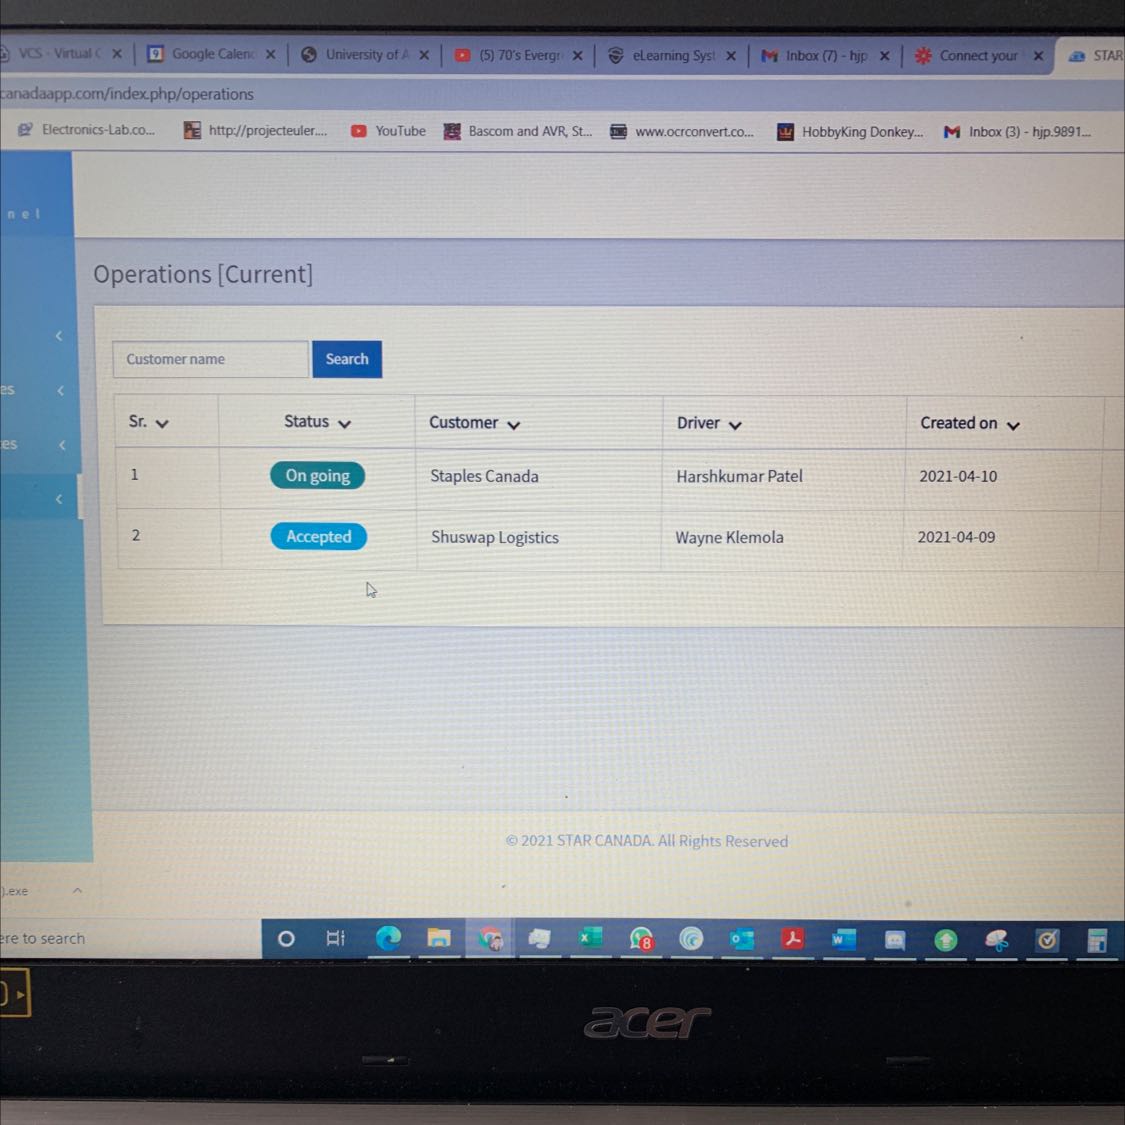 VCS - Virtual C
Google Calend
University of A
(5) 70's Evergr
eLearning Syst
Inbox (7) - hjp
Connect your
STAR
canadaapp.com/index.php/operations
Electronics-Lab.co...
http://projecteuler....
YouTube
Bascom and AVR, St...
www.ocrconvert.co...
HobbyKing Donkey...
Inbox (3) - hjp.9891...
nel
Operations [Current]
Customer name Search
Sr. Status Customer Driver Created on
1 On going Staples Canada Harshkumar Patel 2021-04-10
es
2 Accepted Shuswap Logistics Wayne Klemola 2021-04-09
© 2021 STAR CANADA. All Rights Reserved
).exe
ere to search
8
acer